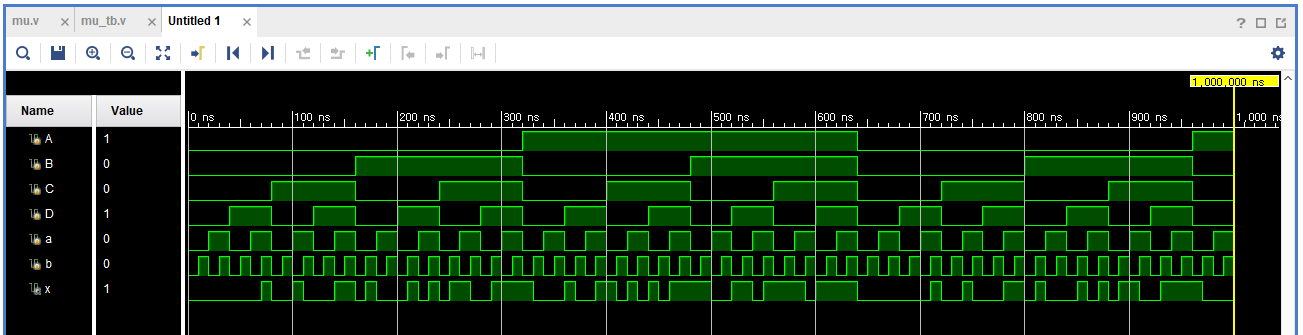 mu.v mu_tb.v Untitled 1
?
1,000,000 ns
Name Value
0 ns 100 ns 200 ns 300 ns 400 ns 500 ns 600 ns 700 ns 800 ns 900 ns 1,000 ns
A 1
B 0
C 0
D 1
a 0
b 0
x 1